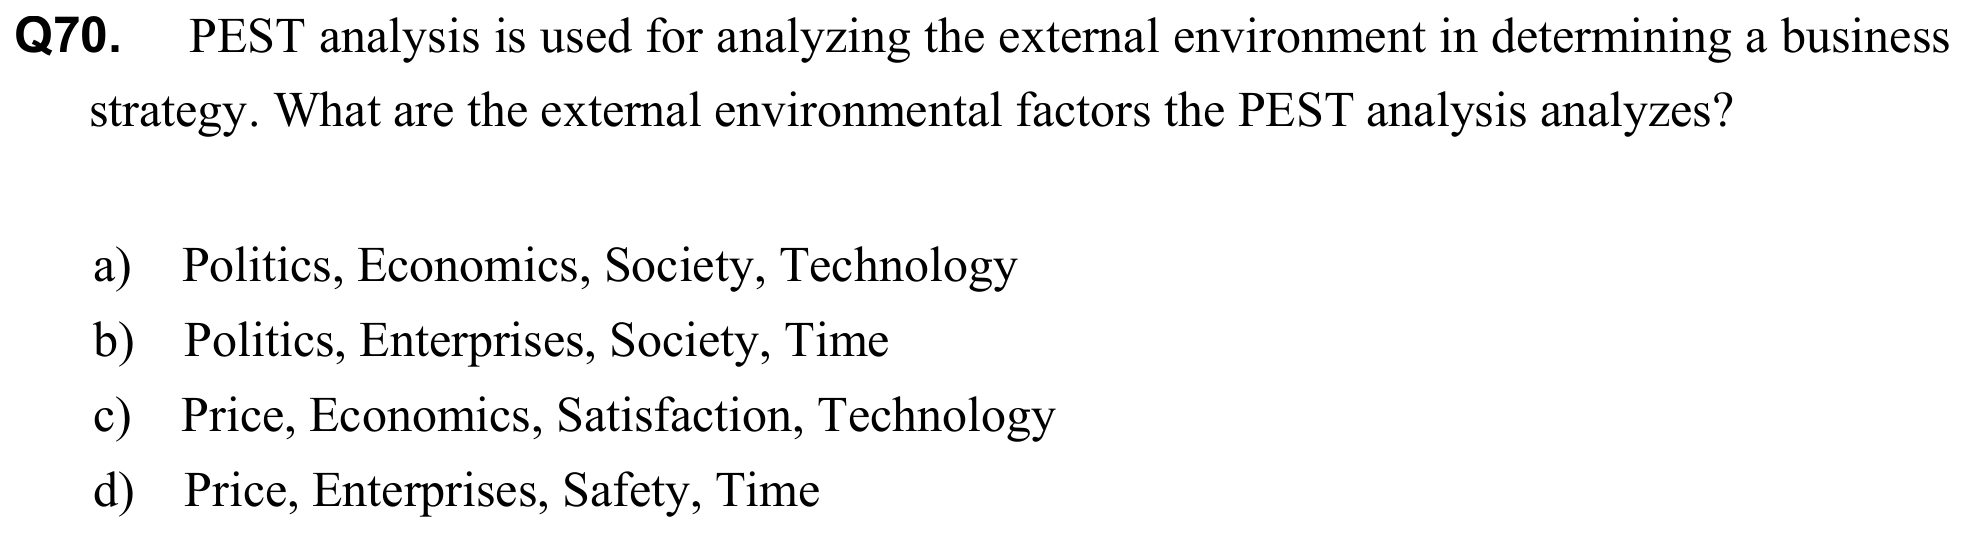 Q70. PEST analysis is used for analyzing the external environment in determining a business
strategy. What are the external environmental factors the PEST analysis analyzes?
a) Politics, Economics, Society, Technology
b) Politics, Enterprises, Society, Time
c) Price, Economics, Satisfaction, Technology
d) Price, Enterprises, Safety, Time